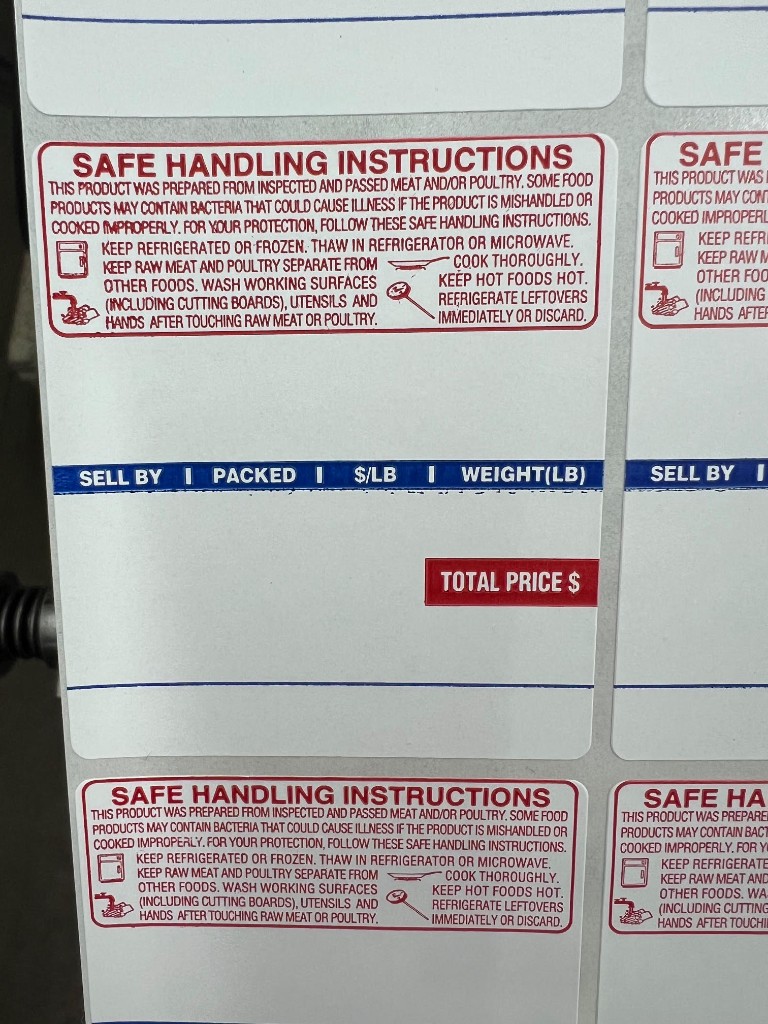 SAFE HANDLING INSTRUCTIONS
THIS PRODUCT WAS PREPARED FROM INSPECTED AND PASSED MEAT AND/OR POULTRY. SOME FOOD
PRODUCTS MAY CONTAIN BACTERIA THAT COULD CAUSE ILLNESS IF THE PRODUCT IS MISHANDLED OR
COOKED IMPROPERLY. FOR YOUR PROTECTION, FOLLOW THESE SAFE HANDLING INSTRUCTIONS.
KEEP REFRIGERATED OR FROZEN. THAW IN REFRIGERATOR OR MICROWAVE.
KEEP RAW MEAT AND POULTRY SEPARATE FROM
OTHER FOODS. WASH WORKING SURFACES
(INCLUDING CUTTING BOARDS), UTENSILS AND
HANDS AFTER TOUCHING RAW MEAT OR POULTRY.
COOK THOROUGHLY.
KEEP HOT FOODS HOT.
REFRIGERATE LEFTOVERS
IMMEDIATELY OR DISCARD.
SAFE
THIS PRODUCT WAS
PRODUCTS MAY
COOKED
KEEP
KEEP RAW
OTHER
(INCLUDING
HANDS
SELL BY | PACKED | $/LB | WEIGHT(LB)
SELL BY |
TOTAL PRICE $
SAFE HANDLING INSTRUCTIONS
THIS PRODUCT WAS PREPARED FROM INSPECTED AND PASSED MEAT AND/OR POULTRY. SOME FOOD
PRODUCTS MAY CONTAIN BACTERIA THAT COULD CAUSE ILLNESS IF THE PRODUCT IS MISHANDLED OR
COOKED IMPROPERLY. FOR YOUR PROTECTION, FOLLOW THESE SAFE HANDLING INSTRUCTIONS.
KEEP REFRIGERATED OR FROZEN. THAW IN REFRIGERATOR OR MICROWAVE.
KEEP RAW MEAT AND POULTRY SEPARATE FROM
OTHER FOODS. WASH WORKING SURFACES
(INCLUDING CUTTING BOARDS), UTENSILS AND
HANDS AFTER TOUCHING RAW MEAT OR POULTRY.
COOK THOROUGHLY.
KEEP HOT FOODS HOT.
REFRIGERATE LEFTOVERS
IMMEDIATELY OR DISCARD.
SAFE HA
THIS PRODUCT WAS PREPARE
PRODUCTS MAY CONTAIN BACT
COOKED IMPROPERLY. FOR Y
KEEP REFRIGERATE
KEEP RAW MEAT AND
OTHER FOODS. WA
(INCLUDING CUTTING
HANDS AFTER TOUCHI